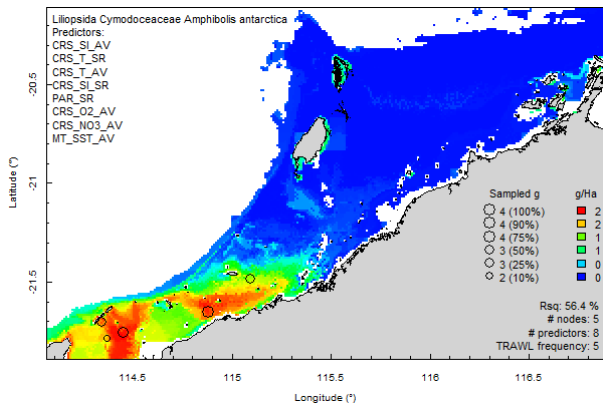 Liliopsida Cymodoceaceae Amphibolis antarctica
Predictors:
CRS_SI_AV
CRS_T_SR
CRS_T_AV
CRS_SI_SR
PAR_SR
CRS_O2_AV
CRS_NO3_AV
MT_SST_AV
-20.5
-21
-21.5
Latitude (°)
Sampled g g/Ha
4 (100%) 2
4 (90%) 2
4 (75%) 1
3 (50%) 1
3 (25%) 0
2 (10%) 0
Rsq: 56.4 %
# nodes: 5
# predictors: 8
TRAWL frequency: 5
114.5 115 115.5 116 116.5
Longitude (°)